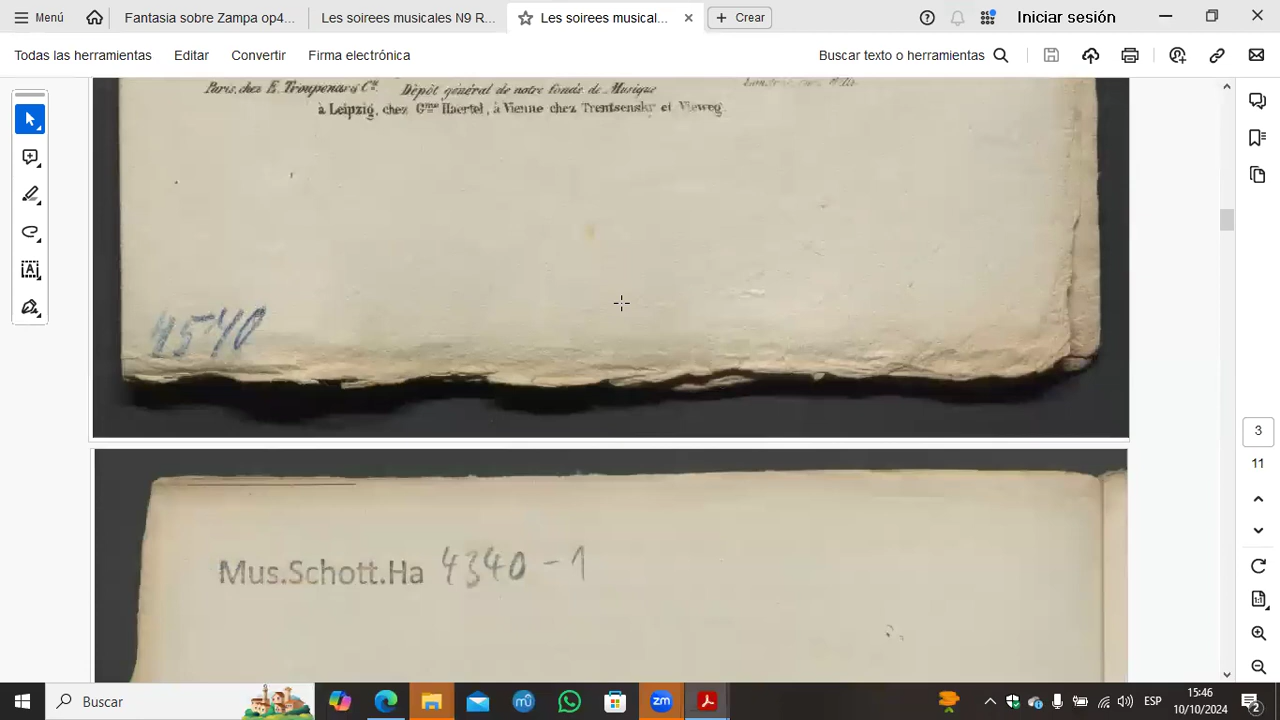 Menú
Fantasia sobre Zampa op4...
Les soirees musicales N9 R...
Les soirees musical...
Crear
Iniciar sesión
Todas las herramientas
Editar
Convertir
Firma electrónica
Buscar texto o herramientas
Paris, chez E. Troupenas & Cie.
Dépôt général de notre fonds de Musique
à Leipzig, chez Gme Haertel, à Vienne chez Trentsensky et Vieweg.
4540
Mus.Schott.Ha 4340-1
3
11
Buscar
zm
ESP
15:46
10/10/2024
2